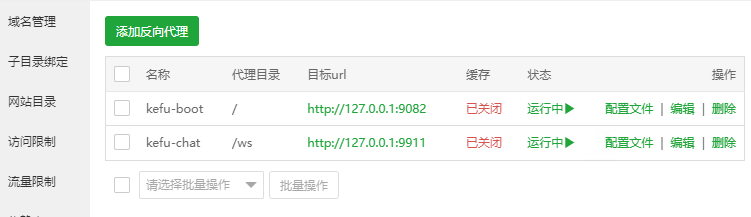 域名管理
子目录绑定
网站目录
访问限制
流量限制
添加反向代理
名称 代理目录 目标url 缓存 状态 操作
kefu-boot / http://127.0.0.1:9082 已关闭 运行中▶ 配置文件 | 编辑 | 删除
kefu-chat /ws http://127.0.0.1:9911 已关闭 运行中▶ 配置文件 | 编辑 | 删除
请选择批量操作 批量操作